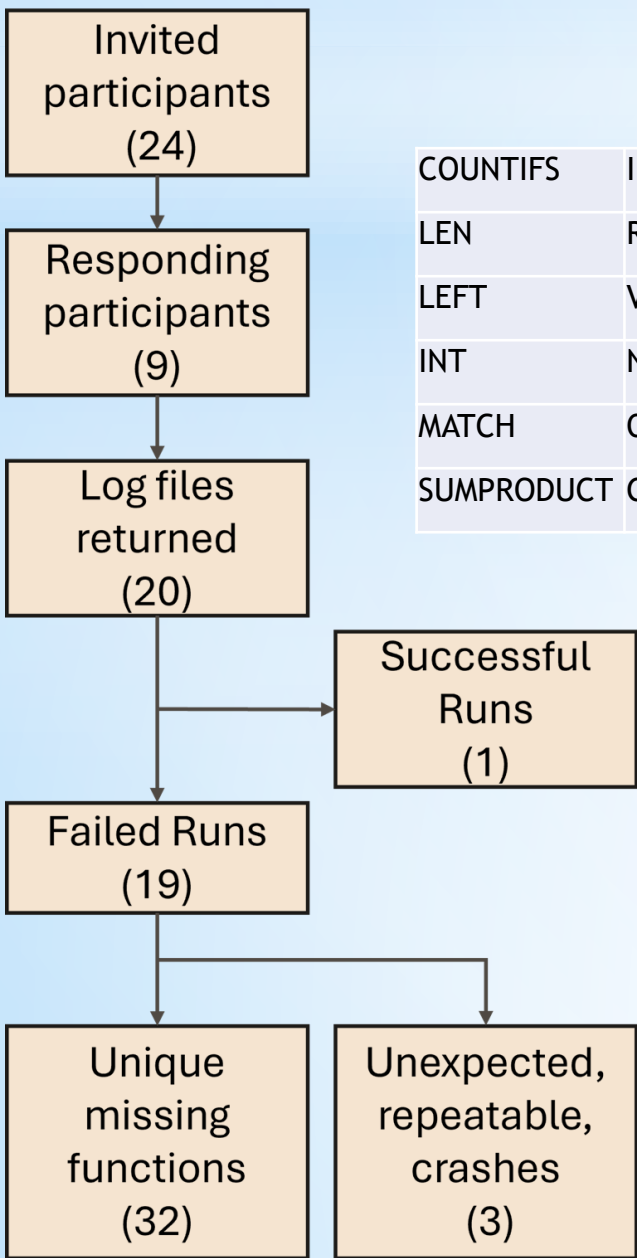 Invited
participants
(24)
Responding
participants
(9)
Log files
returned
(20)
Successful
Runs
(1)
Failed Runs
(19)
Unique
missing
functions
(32)
Unexpected,
repeatable,
crashes
(3)
COUNTIFS
LEN
LEFT
INT
MATCH
SUMPRODUCT